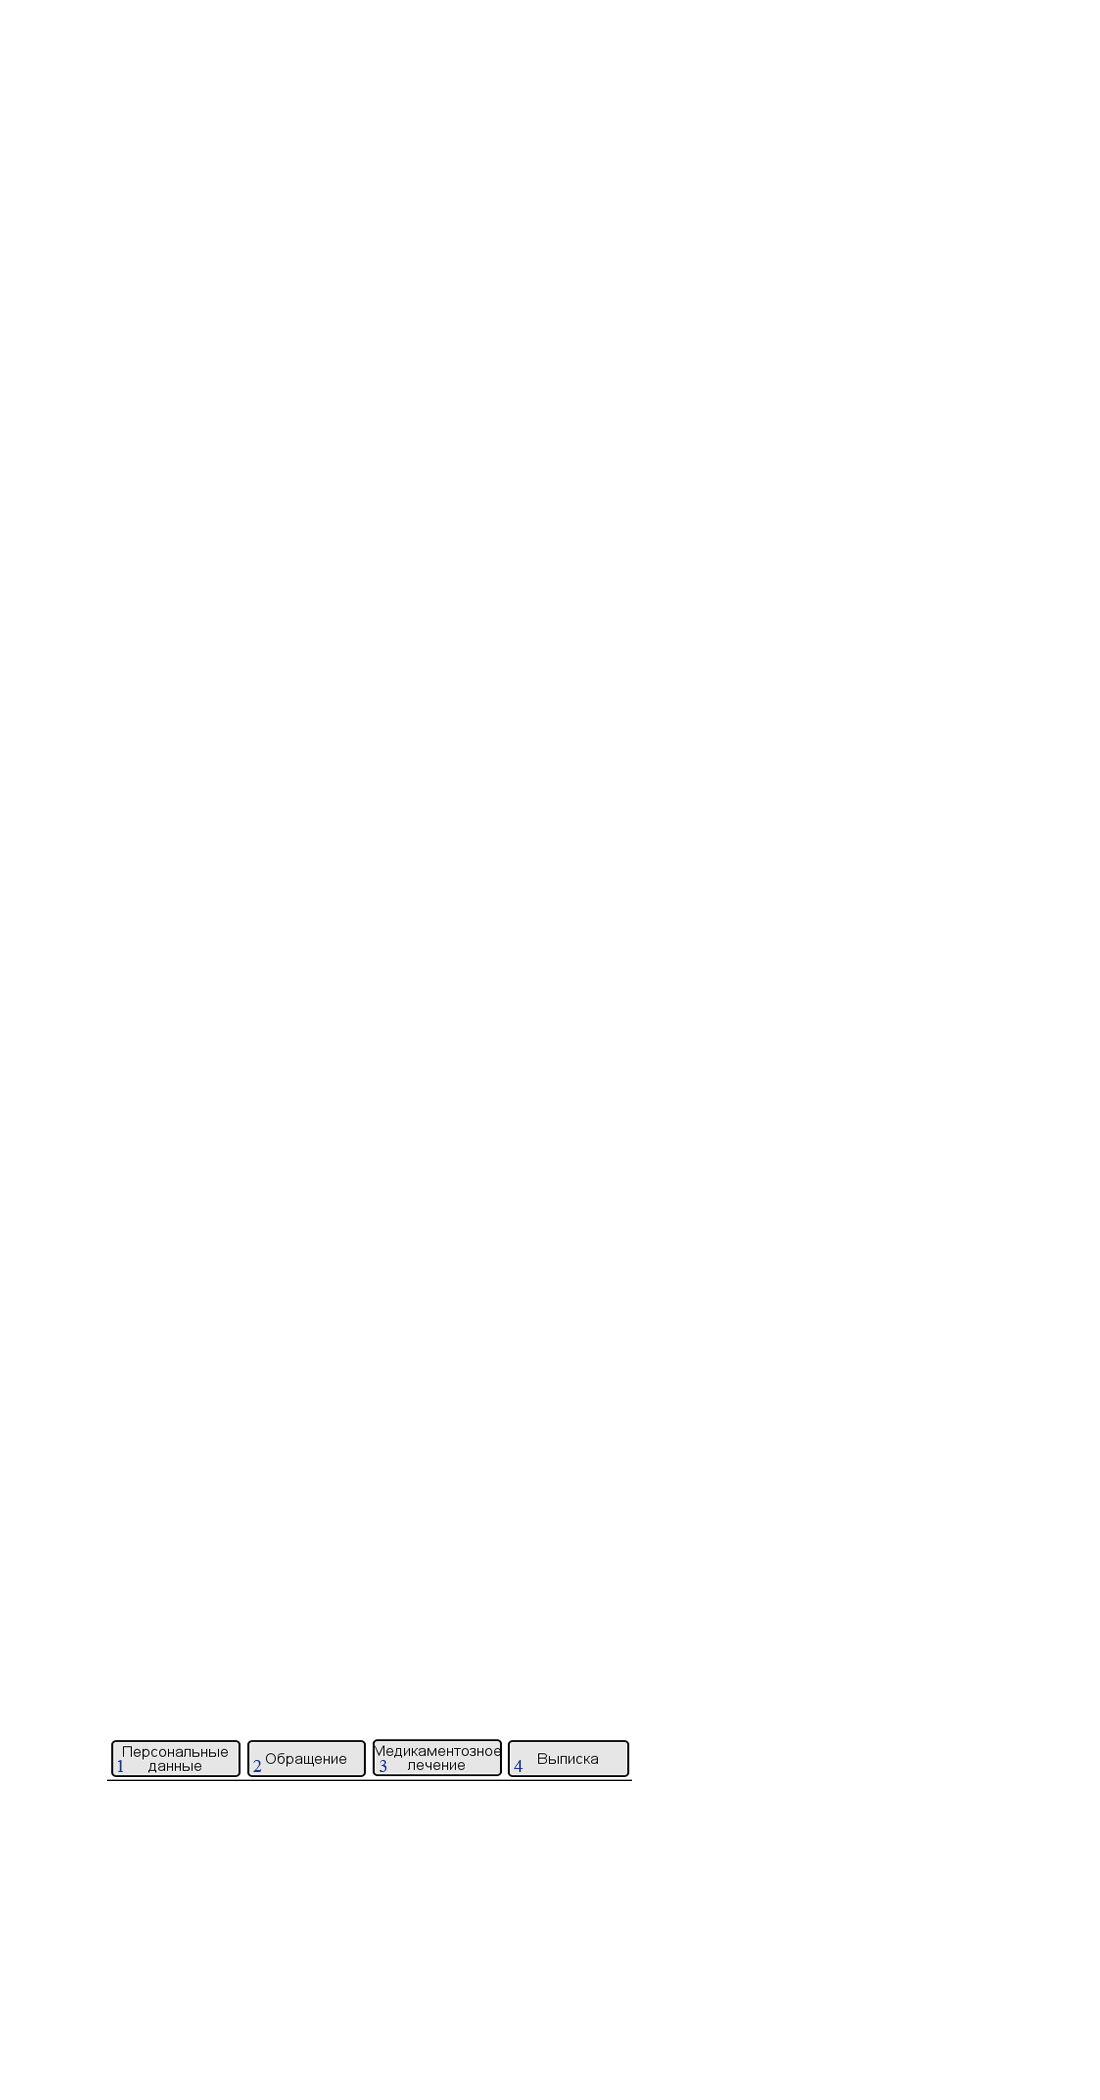 Персональные
данные
1
Обращение
2
Медикаментозное
лечение
3
Выписка
4